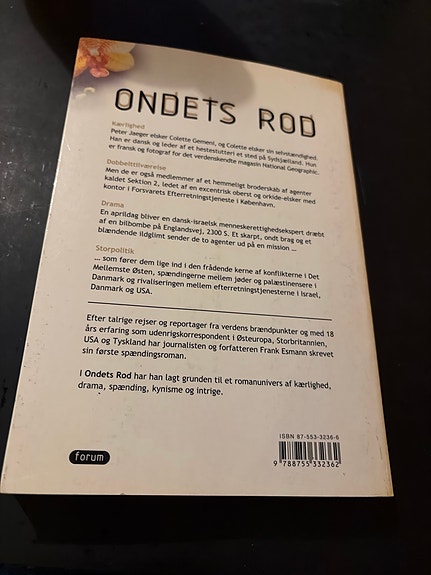 ONDETS ROD
Kærlighed
Peter Jaeger elsker Colette Gemeni, og Colette elsker sin selvstændighed.
Han er dansk og leder af et hestestutteri et sted på Sydsjælland. Hun
er fransk og fotograf for det verdenskendte magasin National Geographic.
Dobbelttilværelse
Men de er også medlemmer af et hemmeligt broderskab af agenter
kaldet Sektion 2, ledet af en excentrisk oberst og orkide-elsker med
kontor i Forsvarets Efterretningstjeneste i København.
Drama
En aprildag bliver en dansk-israelsk menneskerettighedsekspert dræbt
af en bilbombe på Englandsvej, 2300 S. Et skarpt, ondt brag og et
blændende ildglimt sender de to agenter ud på en mission ...
Storpolitik
... som fører dem lige ind i den frådende kerne af konflikterne i Det
Mellemste Østen, spændingerne mellem jøder og palæstinensere i
Danmark og rivaliseringen mellem efterretningstjenesterne i Israel,
Danmark og USA.
Efter talrige rejser og reportager fra verdens brændpunkter og med 18
års erfaring som udenrigskorrespondent i Østeuropa, Storbritannien,
USA og Tyskland har journalisten og forfatteren Frank Esmann skrevet
sin første spændingsroman.
I Ondets Rod har han lagt grunden til et romanunivers af kærlighed,
drama, spænding, kynisme og intrige.
ISBN 87-553-3236-8
9 788755 332362
forum